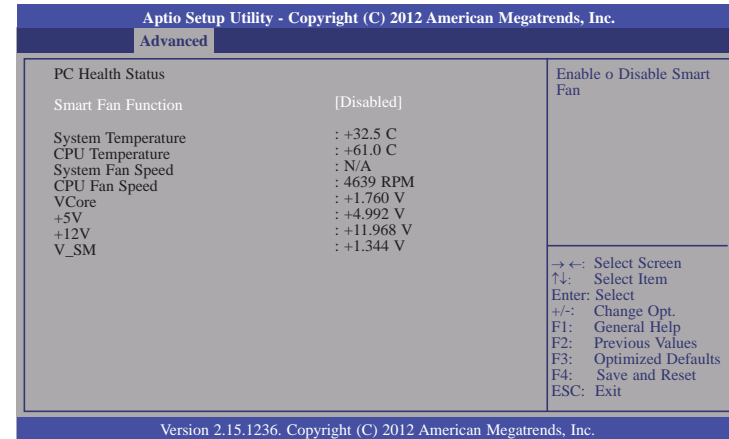 Aptio Setup Utility - Copyright (C) 2012 American Megatrends, Inc.
Advanced
PC Health Status
Smart Fan Function [Disabled]
System Temperature : +32.5 C
CPU Temperature : +61.0 C
System Fan Speed : N/A
CPU Fan Speed : 4639 RPM
VCore : +1.760 V
+5V : +4.992 V
+12V : +11.968 V
V_SM : +1.344 V
Enable o Disable Smart
Fan
→ ←: Select Screen
↑↓: Select Item
Enter: Select
+/-: Change Opt.
F1: General Help
F2: Previous Values
F3: Optimized Defaults
F4: Save and Reset
ESC: Exit
Version 2.15.1236. Copyright (C) 2012 American Megatrends, Inc.